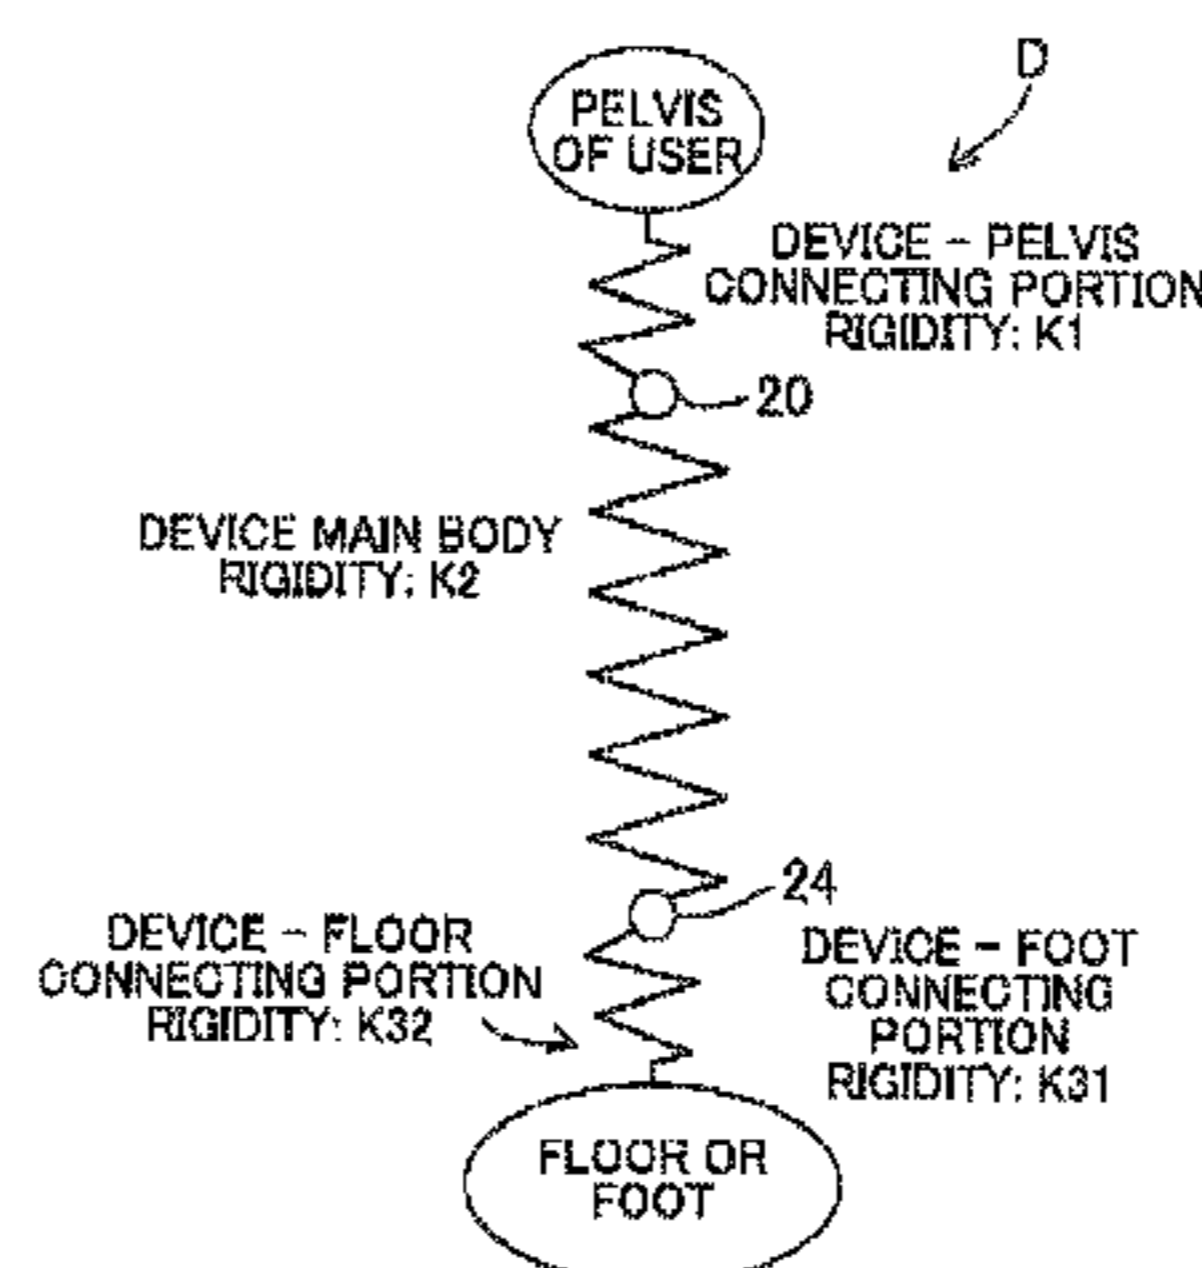 D
PELVIS
OF USER
DEVICE - PELVIS
CONNECTING PORTION
RIGIDITY: K1
20
DEVICE MAIN BODY
RIGIDITY: K2
24
DEVICE - FLOOR
CONNECTING PORTION
RIGIDITY: K32
DEVICE - FOOT
CONNECTING
PORTION
RIGIDITY: K31
FLOOR OR
FOOT